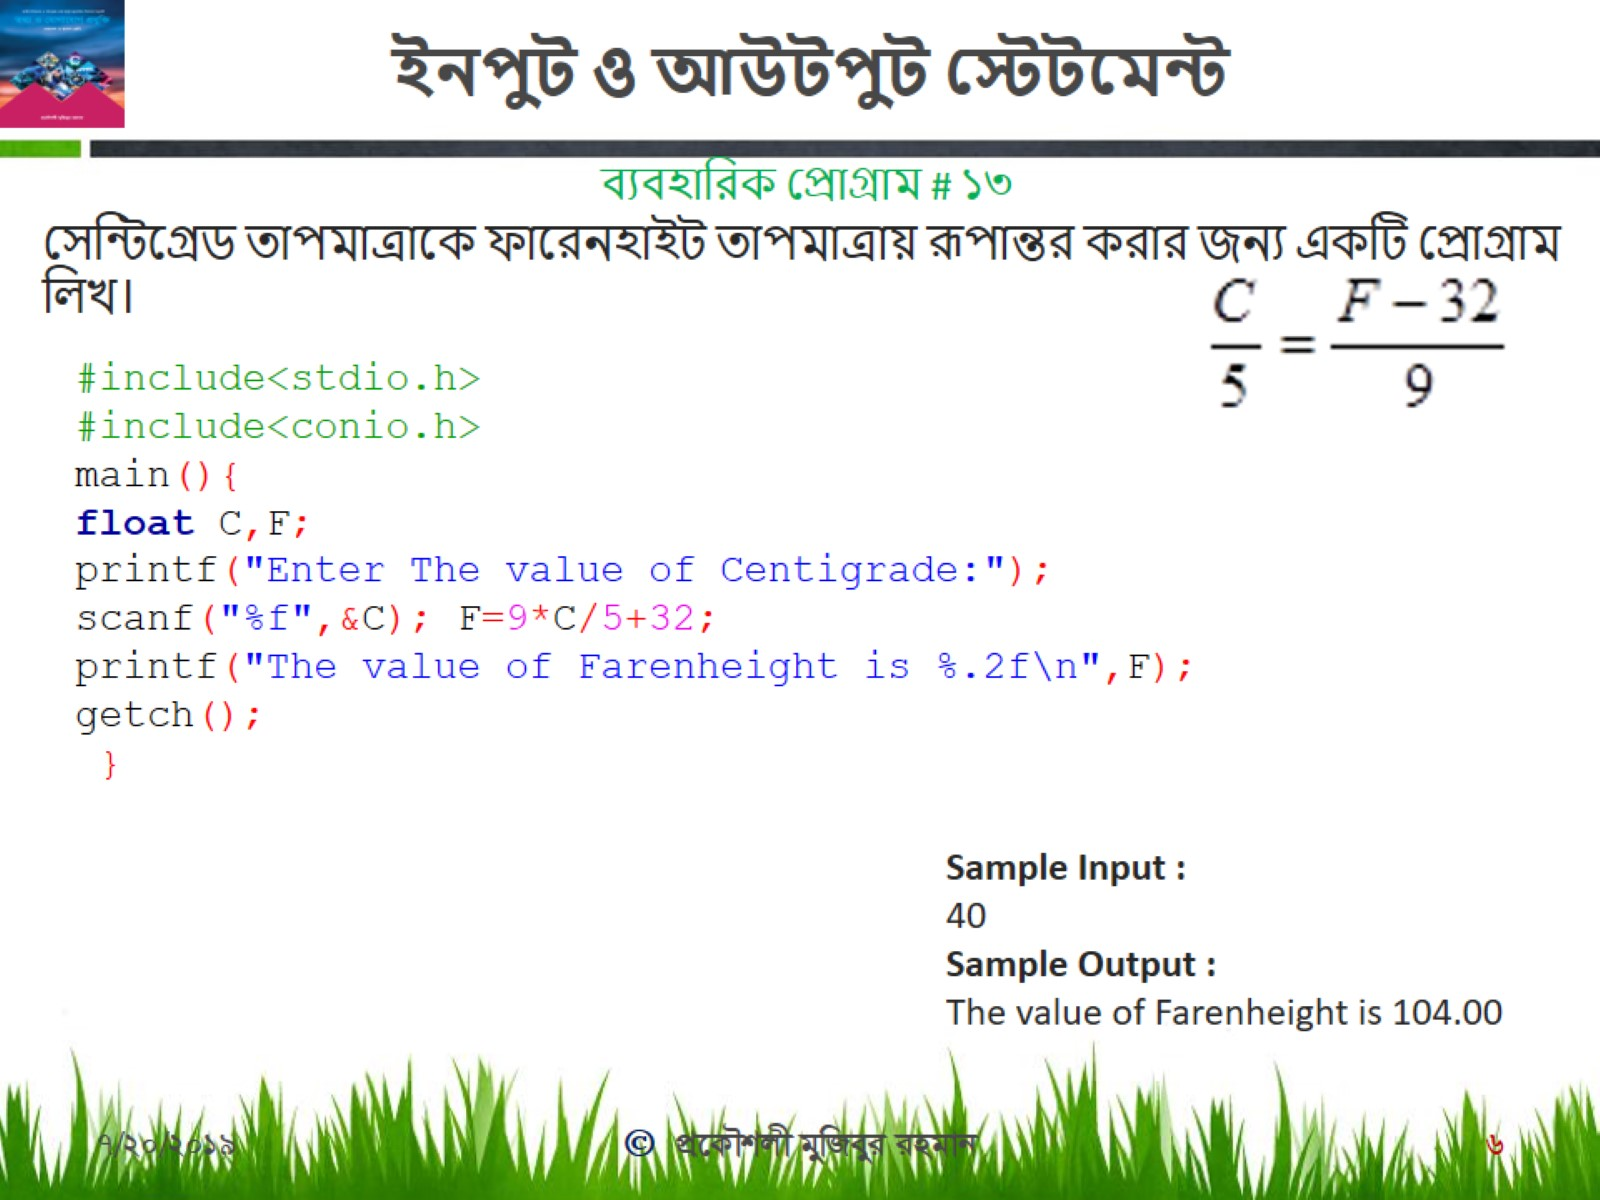 ইনপুট ও আউটপুট স্টেটমেন্ট
ব্যবহারিক প্রোগ্রাম # ১৩
সেন্টিগ্রেড তাপমাত্রাকে ফারেনহাইট তাপমাত্রায় রূপান্তর করার জন্য একটি প্রোগ্রাম
লিখ।
C/5 = F – 32/9
#include<stdio.h>
#include<conio.h>
main(){
float C,F;
printf("Enter The value of Centigrade:");
scanf("%f",&C); F=9*C/5+32;
printf("The value of Farenheight is %.2f\n",F);
getch();
}
Sample Input :
40
Sample Output :
The value of Farenheight is 104.00
৭/২০/২০১৯
© প্রকৌশলী মুজিবুর রহমান
৬